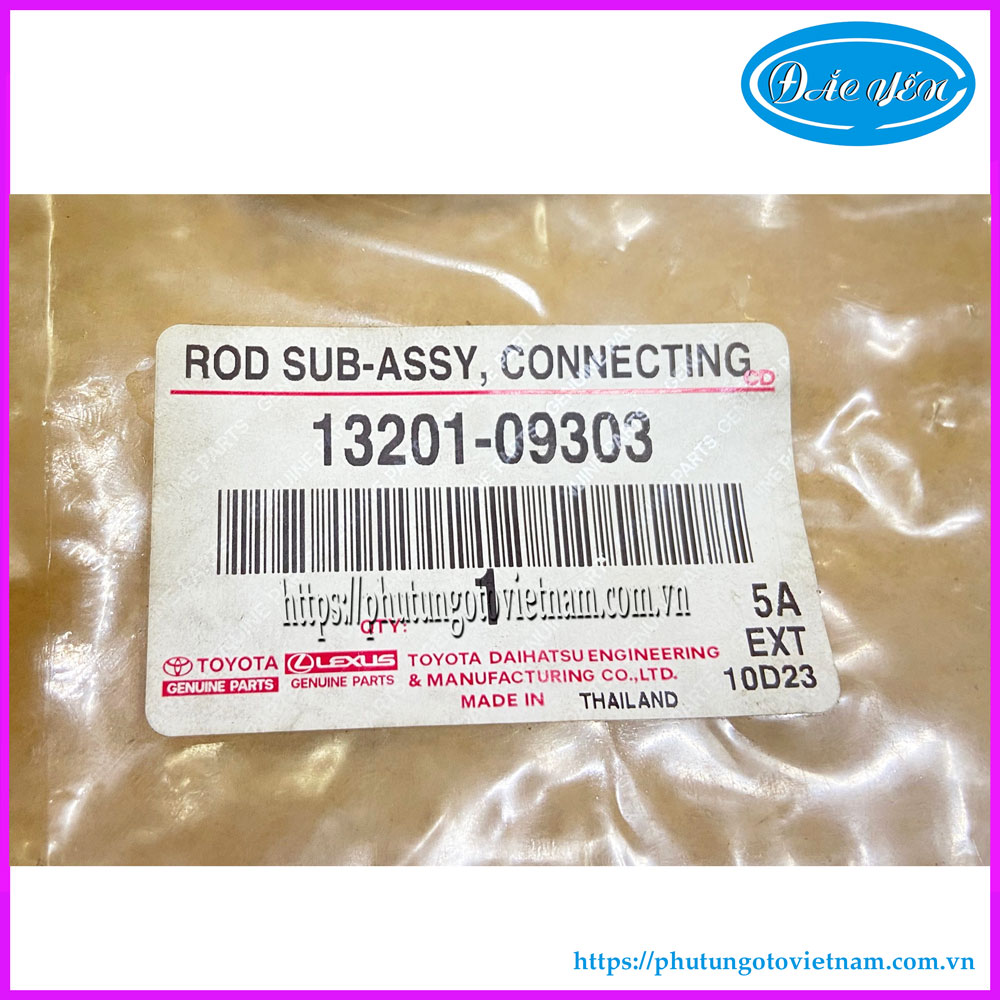 ĐẮC YẾN
ROD SUB-ASSY, CONNECTING
CD
13201-09303
https://phutungotovietnam.com.vn
QTY: 1
5A
EXT
10D23
TOYOTA
GENUINE PARTS
LEXUS
GENUINE PARTS
TOYOTA DAIHATSU ENGINEERING
& MANUFACTURING CO., LTD.
MADE IN THAILAND
https://phutungotovietnam.com.vn